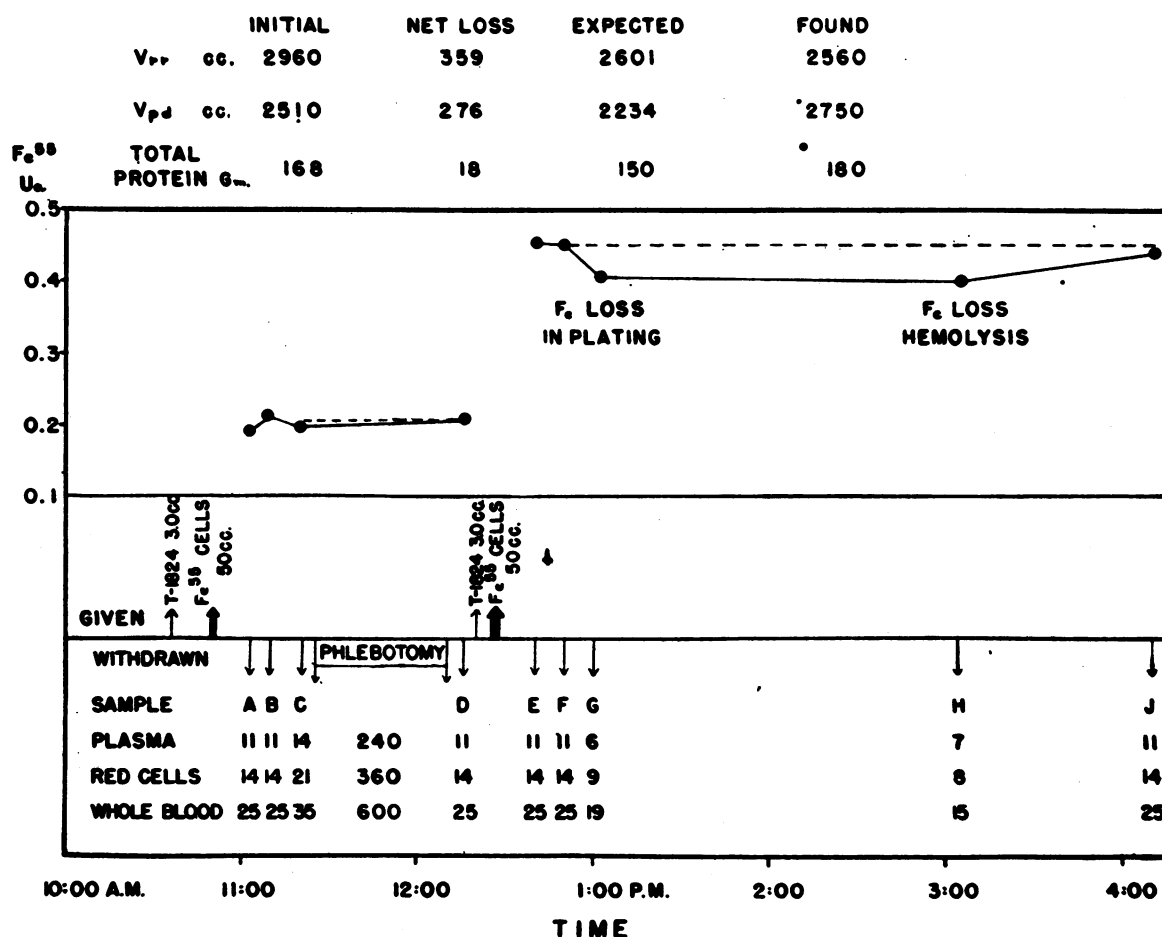 INITIAL NET LOSS EXPECTED FOUND
Vrr cc. 2960 359 2601 2560
Vpd cc. 2510 276 2234 2750
Fe55 Ua.
TOTAL PROTEIN Gm. 168 18 150 180
0.5
0.4
0.3
0.2
0.1
Fe LOSS
IN PLATING
Fe LOSS
HEMOLYSIS
T-1824 3.0CC.
Fe55 CELLS
50CC.
T-1824 3.0CC.
Fe55 CELLS
50CC.
GIVEN
WITHDRAWN PHLEBOTOMY
SAMPLE A B C D E F G H J
PLASMA 11 11 14 240 11 11 11 6 7 11
RED CELLS 14 14 21 360 14 14 14 9 8 14
WHOLE BLOOD 25 25 35 600 25 25 25 19 15 25
10:00 A.M. 11:00 12:00 1:00 P.M. 2:00 3:00 4:00
TIME